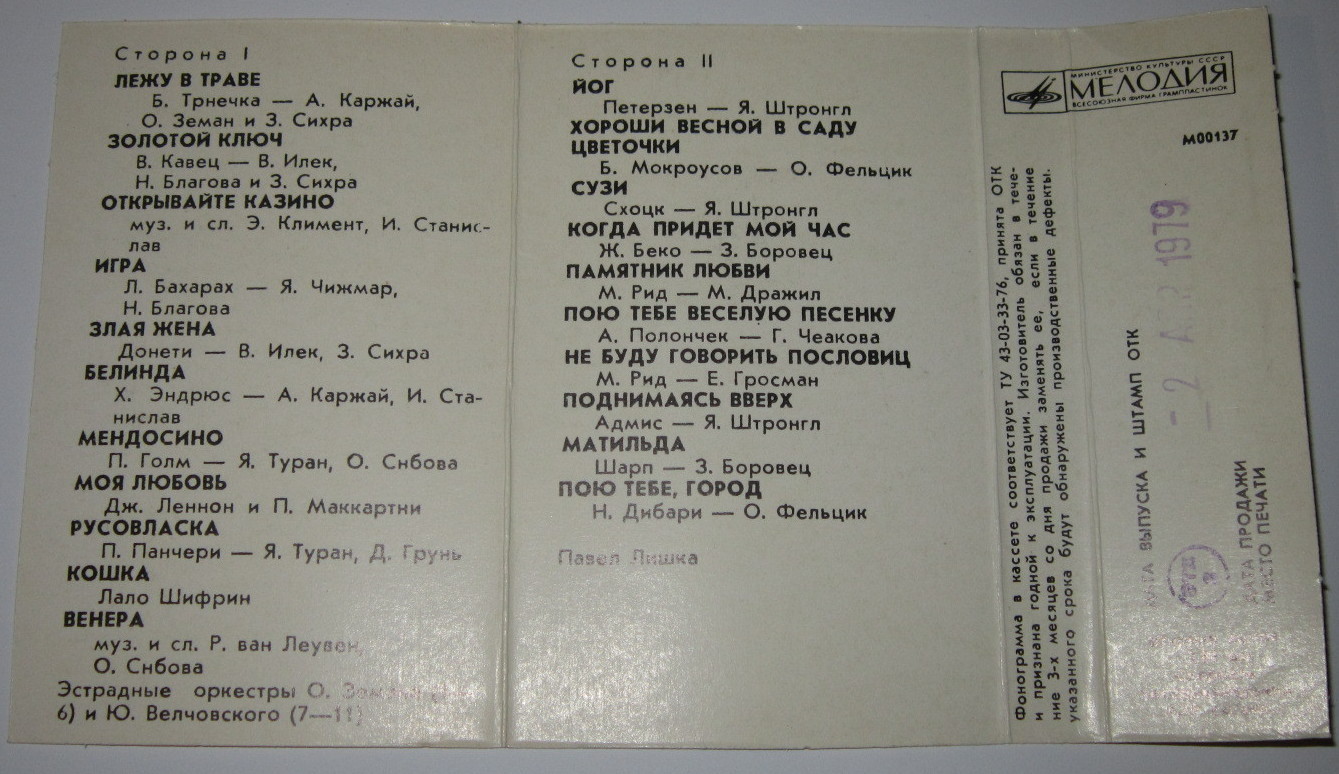 Сторона I
ЛЕЖУ В ТРАВЕ
Б. Трнечка — А. Каржай,
О. Земан и З. Сихра
ЗОЛОТОЙ КЛЮЧ
В. Кавец — В. Илек,
Н. Благова и З. Сихра
ОТКРЫВАЙТЕ КАЗИНО
муз. и сл. Э. Климент, И. Станис-
лав
ИГРА
Л. Бахарах — Я. Чижмар,
Н. Благова
ЗЛАЯ ЖЕНА
Донети — В. Илек, З. Сихра
БЕЛИНДА
Х. Эндрюс — А. Каржай, И. Ста-
нислав
МЕНДОСИНО
П. Голм — Я. Туран, О. Снбова
МОЯ ЛЮБОВЬ
Дж. Леннон и П. Маккартни
РУСОВЛАСКА
П. Панчери — Я. Туран, Д. Грунь
КОШКА
Лало Шифрин
ВЕНЕРА
муз. и сл. Р. ван Леувен,
О. Снбова
Эстрадные оркестры О.
6) и Ю. Велчовского (7—11)
Сторона II
ЙОГ
Петерзен — Я. Штронгл
ХОРОШИ ВЕСНОЙ В САДУ
ЦВЕТОЧКИ
Б. Мокроусов — О. Фельцик
СУЗИ
Схоцк — Я. Штронгл
КОГДА ПРИДЕТ МОЙ ЧАС
Ж. Беко — З. Боровец
ПАМЯТНИК ЛЮБВИ
М. Рид — М. Дражил
ПОЮ ТЕБЕ ВЕСЕЛУЮ ПЕСЕНКУ
А. Полончек — Г. Чеакова
НЕ БУДУ ГОВОРИТЬ ПОСЛОВИЦ
М. Рид — Е. Гросман
ПОДНИМАЯСЬ ВВЕРХ
Адмис — Я. Штронгл
МАТИЛЬДА
Шарп — З. Боровец
ПОЮ ТЕБЕ, ГОРОД
Н. Дибари — О. Фельцик
Павел Лишка
МИНИСТЕРСТВО КУЛЬТУРЫ СССР
МЕЛОДИЯ
ВСЕСОЮЗНАЯ ФИРМА ГРАМПЛАСТИНОК
М00137
Фонограмма в кассете соответствует ТУ 43-03-33-76, принята ОТК
и признана годной к эксплуатации. Изготовитель обязан в тече-
ние 3-х месяцев со дня продажи заменять ее, если в течение
указанного срока будут обнаружены производственные дефекты.
ДАТА ВЫПУСКА И ШТАМП ОТК
2 АПР 1979
ДАТА ПРОДАЖИ
МЕСТО ПЕЧАТИ